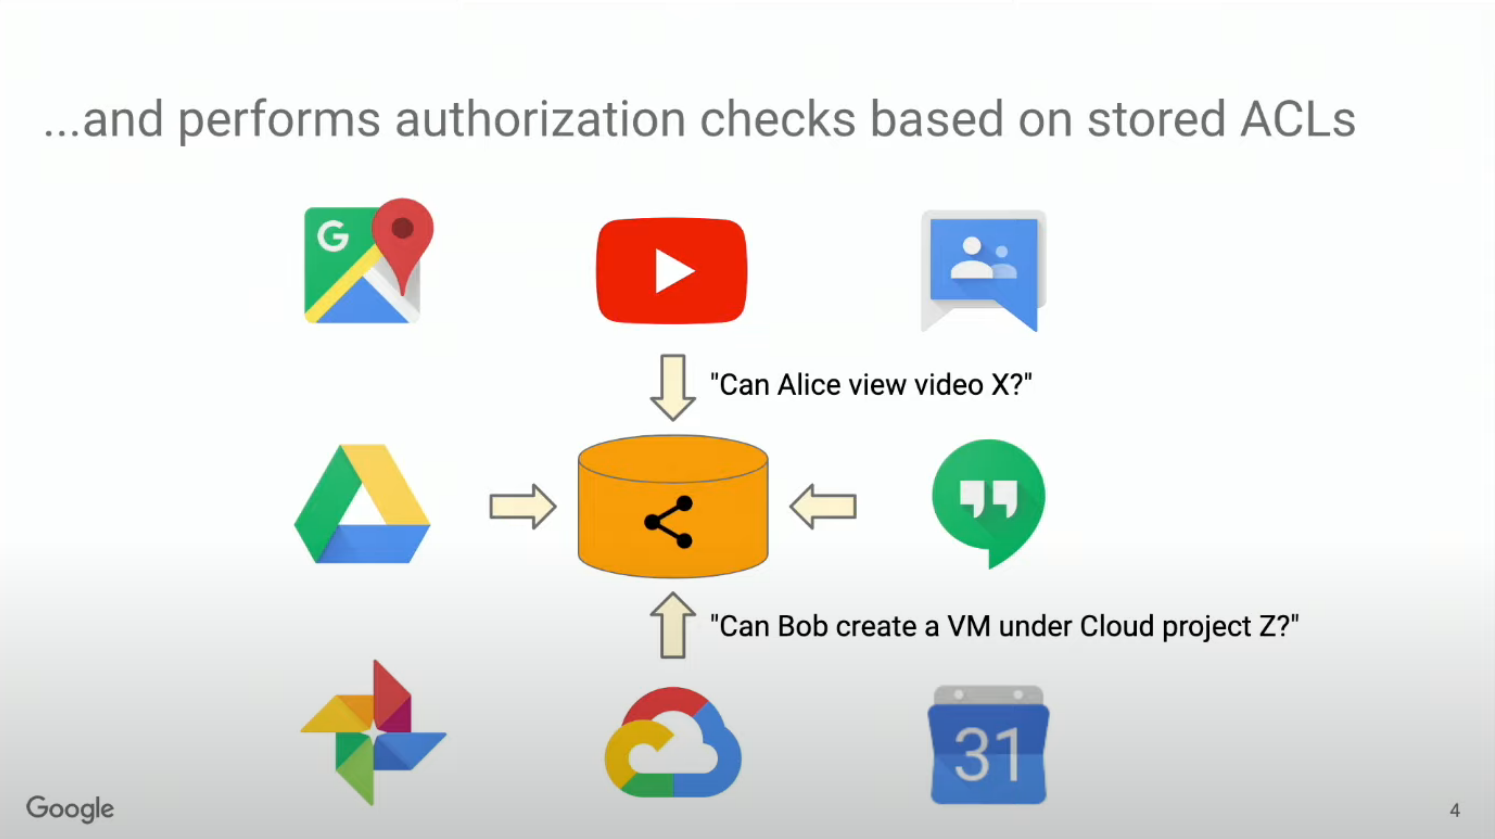 ...and performs authorization checks based on stored ACLs
G
"Can Alice view video X?"
"Can Bob create a VM under Cloud project Z?"
31
Google
4